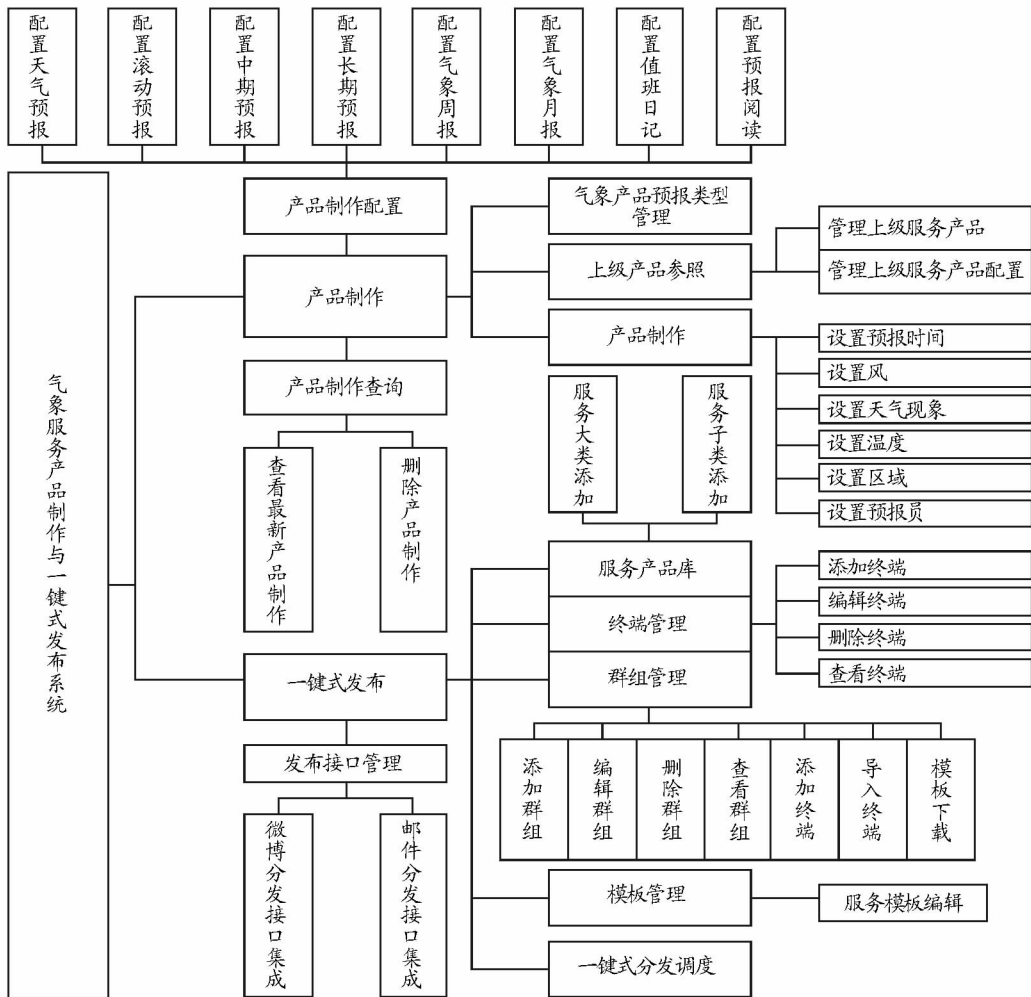 配置天气预报
配置滚动预报
配置中期预报
配置长期预报
配置气象周报
配置气象月报
配置值班日记
配置预报阅读
气象服务产品制作与一键式发布系统
产品制作配置
产品制作
产品制作查询
查看最新产品制作
删除产品制作
一键式发布
发布接口管理
微博分发接口集成
邮件分发接口集成
气象产品预报类型
管理
上级产品参照
管理上级服务产品
管理上级服务产品配置
产品制作
设置预报时间
设置风
设置天气现象
设置温度
设置区域
设置预报员
服务大类添加
服务子类添加
服务产品库
终端管理
群组管理
添加终端
编辑终端
删除终端
查看终端
添加群组
编辑群组
删除群组
查看群组
添加终端
导入终端
模板下载
模板管理
服务模板编辑
一键式分发调度